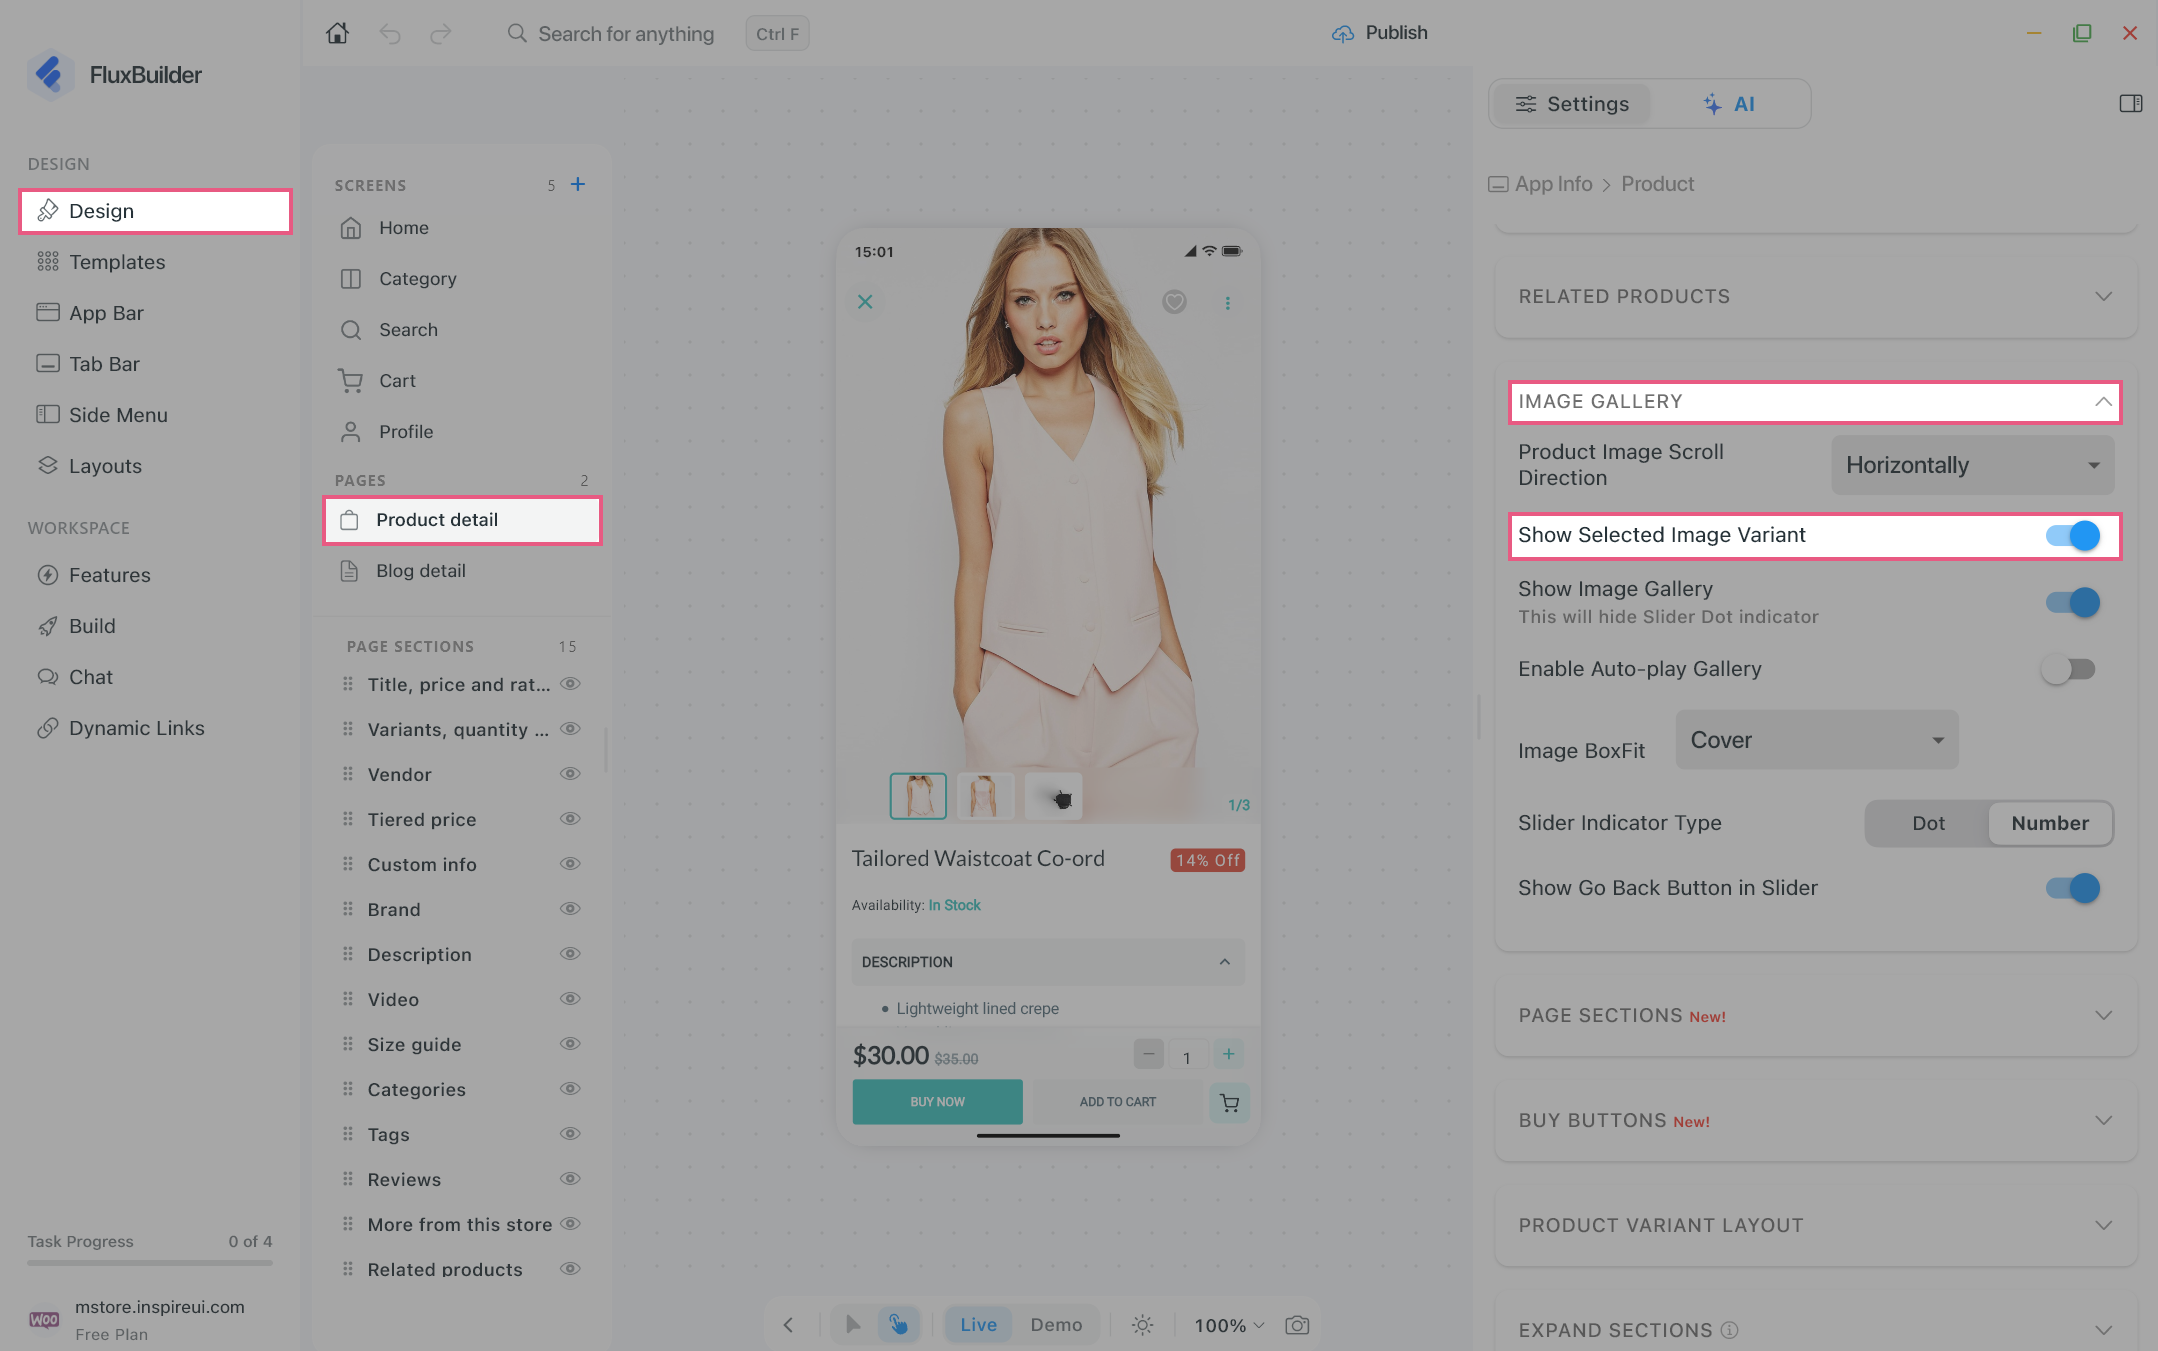 FluxBuilder
Search for anything
Ctrl F
Publish
DESIGN
Design
Templates
App Bar
Tab Bar
Side Menu
Layouts
WORKSPACE
Features
Build
Chat
Dynamic Links
Task Progress
0 of 4
WOO
mstore.inspireui.com
Free Plan
SCREENS
5
Home
Category
Search
Cart
Profile
PAGES
2
Product detail
Blog detail
PAGE SECTIONS
15
Title, price and rat...
Variants, quantity ...
Vendor
Tiered price
Custom info
Brand
Description
Video
Size guide
Categories
Tags
Reviews
More from this store
Related products
15:01
1/3
Tailored Waistcoat Co-ord
14% Off
Availability: In Stock
DESCRIPTION
• Lightweight lined crepe
$30.00 $35.00
1
BUY NOW
ADD TO CART
Live
Demo
100%
Settings
AI
App Info
Product
RELATED PRODUCTS
IMAGE GALLERY
Product Image Scroll
Direction
Horizontally
Show Selected Image Variant
Show Image Gallery
This will hide Slider Dot indicator
Enable Auto-play Gallery
Image BoxFit
Cover
Slider Indicator Type
Dot
Number
Show Go Back Button in Slider
PAGE SECTIONS New!
BUY BUTTONS New!
PRODUCT VARIANT LAYOUT
EXPAND SECTIONS